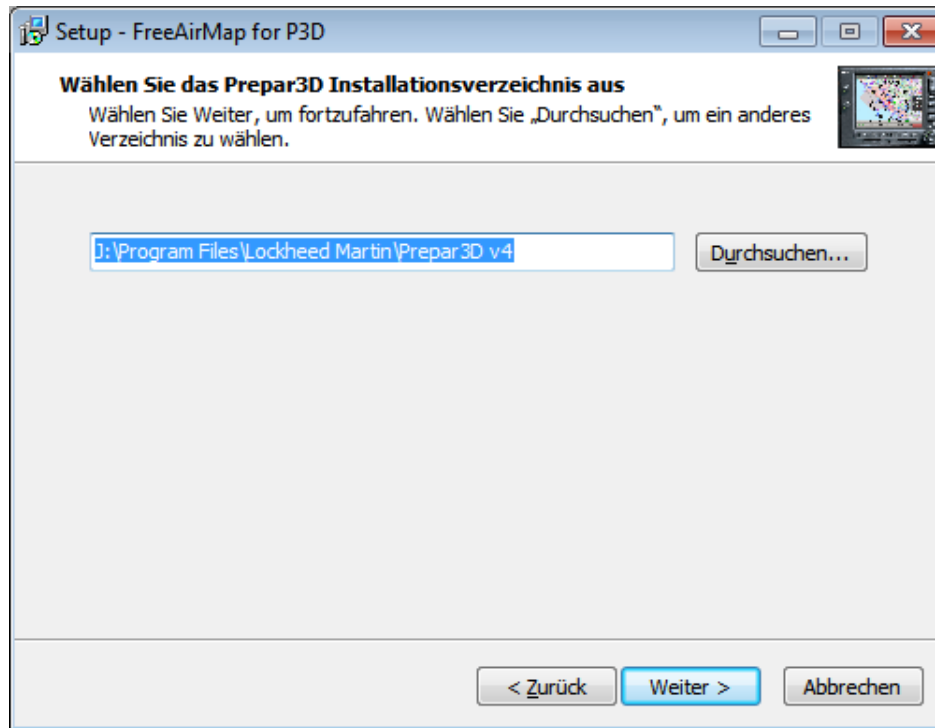 Setup - FreeAirMap for P3D
Wählen Sie das Prepar3D Installationsverzeichnis aus
Wählen Sie Weiter, um fortzufahren. Wählen Sie „Durchsuchen“, um ein anderes
Verzeichnis zu wählen.
J:\Program Files\Lockheed Martin\Prepar3D v4
Durchsuchen...
< Zurück
Weiter >
Abbrechen